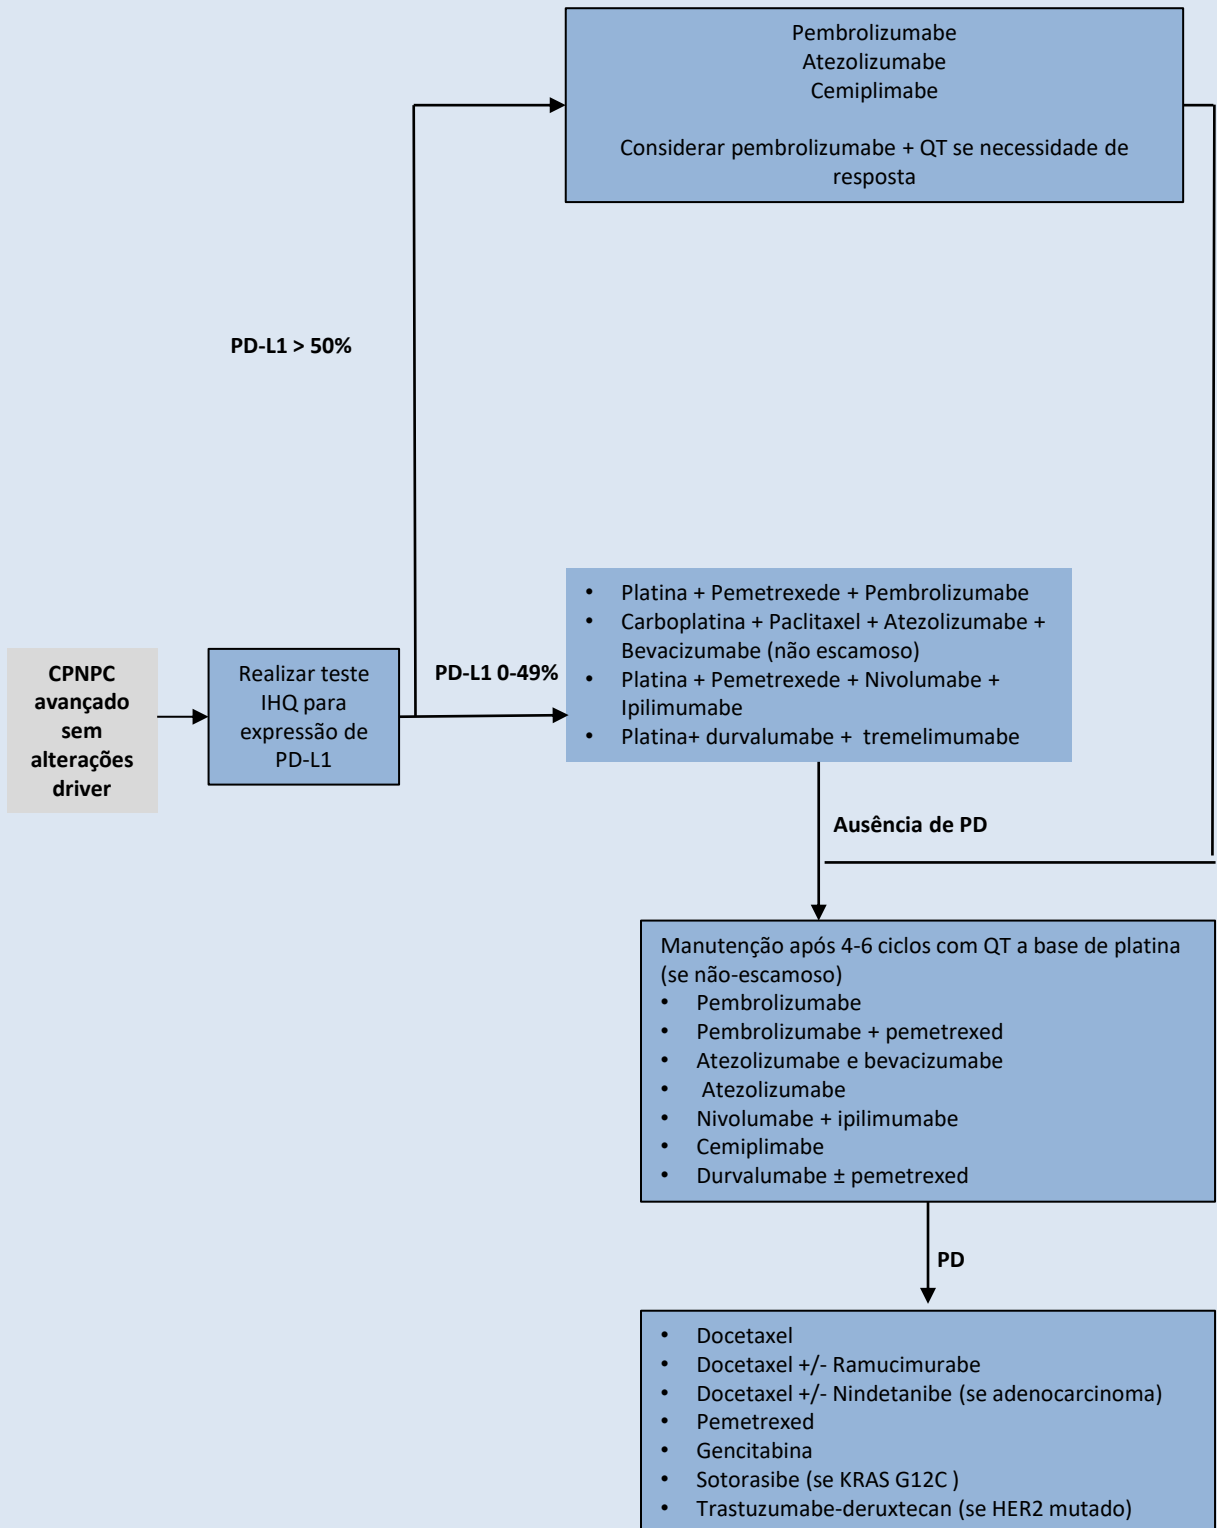 Pembrolizumabe
Atezolizumabe
Cemiplimabe
Considerar pembrolizumabe + QT se necessidade de
resposta
PD-L1 > 50%
CPNPC
avançado
sem
alterações
driver
Realizar teste
IHQ para
expressão de
PD-L1
PD-L1 0-49%
• Platina + Pemetrexede + Pembrolizumabe
• Carboplatina + Paclitaxel + Atezolizumabe +
Bevacizumabe (não escamoso)
• Platina + Pemetrexede + Nivolumabe +
Ipilimumabe
• Platina+ durvalumabe + tremelimumabe
Ausência de PD
Manutenção após 4-6 ciclos com QT a base de platina
(se não-escamoso)
• Pembrolizumabe
• Pembrolizumabe + pemetrexed
• Atezolizumabe e bevacizumabe
• Atezolizumabe
• Nivolumabe + ipilimumabe
• Cemiplimabe
• Durvalumabe ± pemetrexed
PD
• Docetaxel
• Docetaxel +/- Ramucimurabe
• Docetaxel +/- Nindetanibe (se adenocarcinoma)
• Pemetrexed
• Gencitabina
• Sotorasibe (se KRAS G12C )
• Trastuzumabe-deruxtecan (se HER2 mutado)